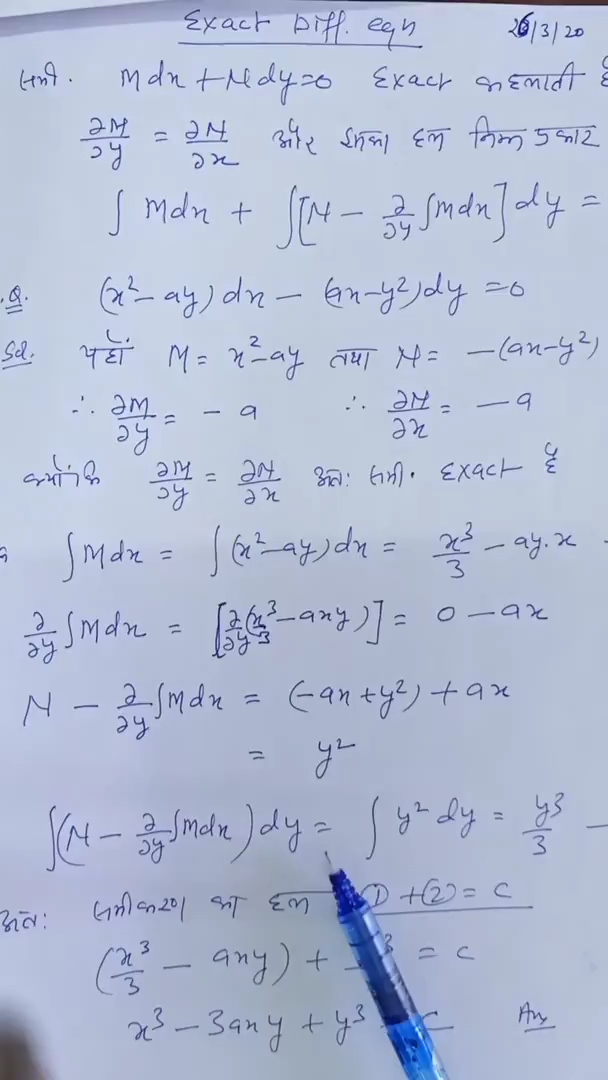 Exact Diff. eqn 26/3/20
समी. Mdx + Ndy = 0 Exact कहलाती है
∂M/∂y = ∂N/∂x और इसका हल निम्न प्रकार
∫ Mdx + ∫[N − ∂/∂y ∫Mdx] dy =
Q. (x² − ay) dx − (ax − y²) dy = 0
Sol. यहाँ M = x² − ay तथा N = −(ax − y²)
∴ ∂M/∂y = − a ∴ ∂N/∂x = − a
क्योंकि ∂M/∂y = ∂N/∂x अतः समी. exact है
∫ Mdx = ∫ (x² − ay) dx = x³/3 − ay.x −
∂/∂y ∫ Mdx = [∂/∂y (x³/3 − axy)] = 0 − ax
N − ∂/∂y ∫ Mdx = (−ax + y²) + ax
= y²
∫(N − ∂/∂y ∫Mdx) dy = ∫ y² dy = y³/3 −
अतः समीकरण का हल ① + (2) = c
(x³/3 − axy) + 3 = c
x³ − 3axy + y³ c Ans